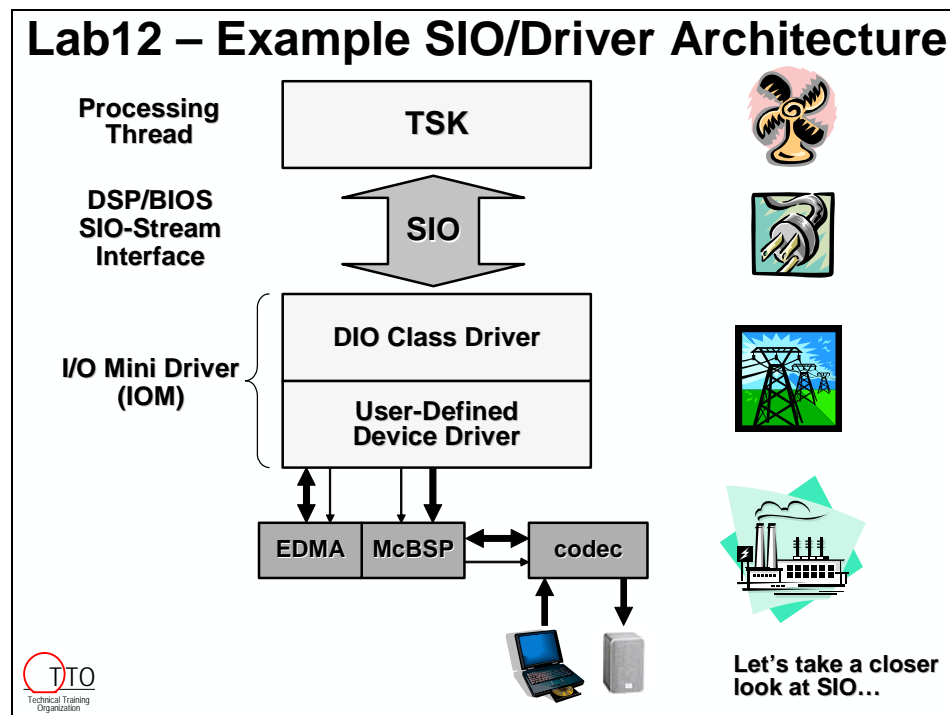 Lab12 – Example SIO/Driver Architecture
Processing
Thread
TSK
DSP/BIOS
SIO-Stream
Interface
SIO
I/O Mini Driver
(IOM)
DIO Class Driver
User-Defined
Device Driver
EDMA
McBSP
codec
TTO
Technical Training
Organization
Let's take a closer
look at SIO…